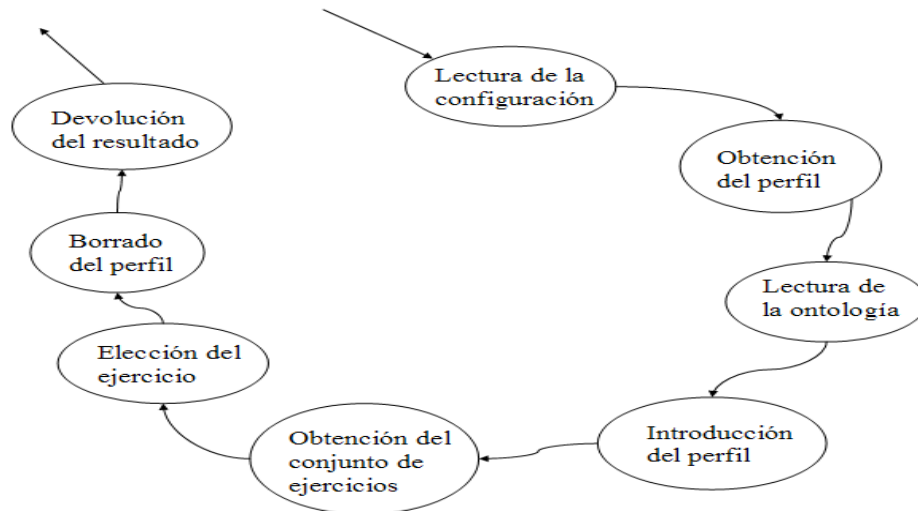 Lectura de la
configuración
Obtención
del perfil
Lectura de
la ontología
Introducción
del perfil
Obtención del
conjunto de
ejercicios
Elección del
ejercicio
Borrado
del perfil
Devolución
del resultado